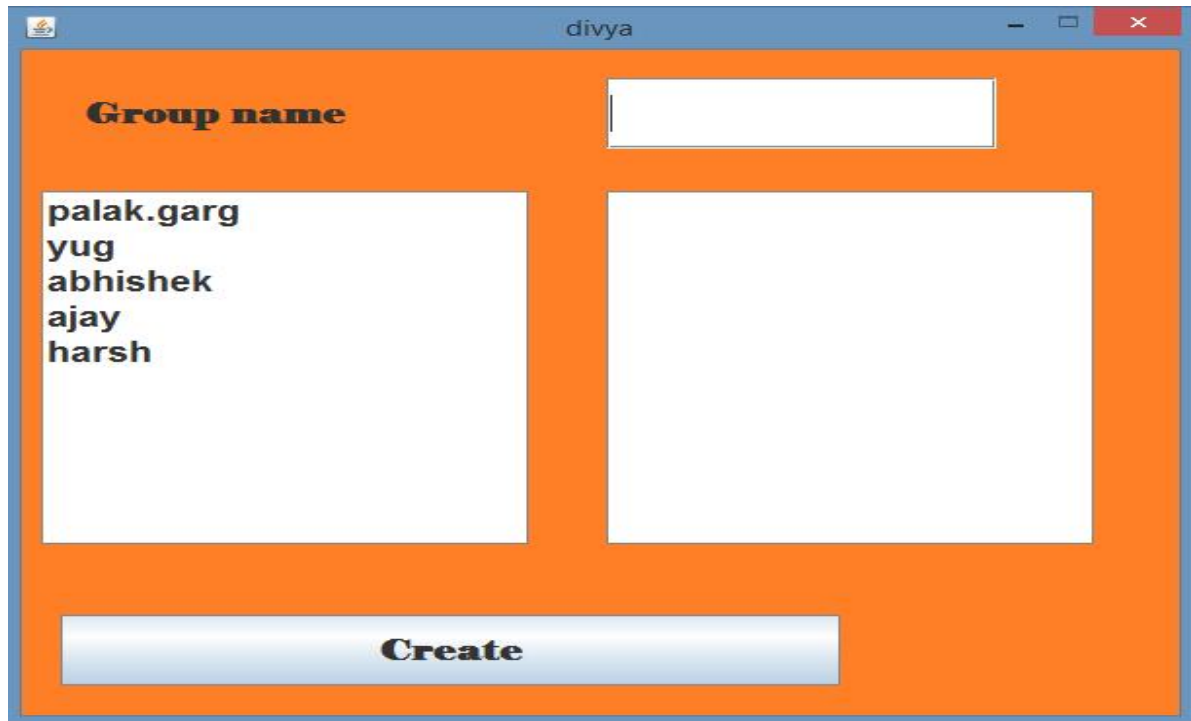 divya
Group name
palak.garg
yug
abhishek
ajay
harsh
Create